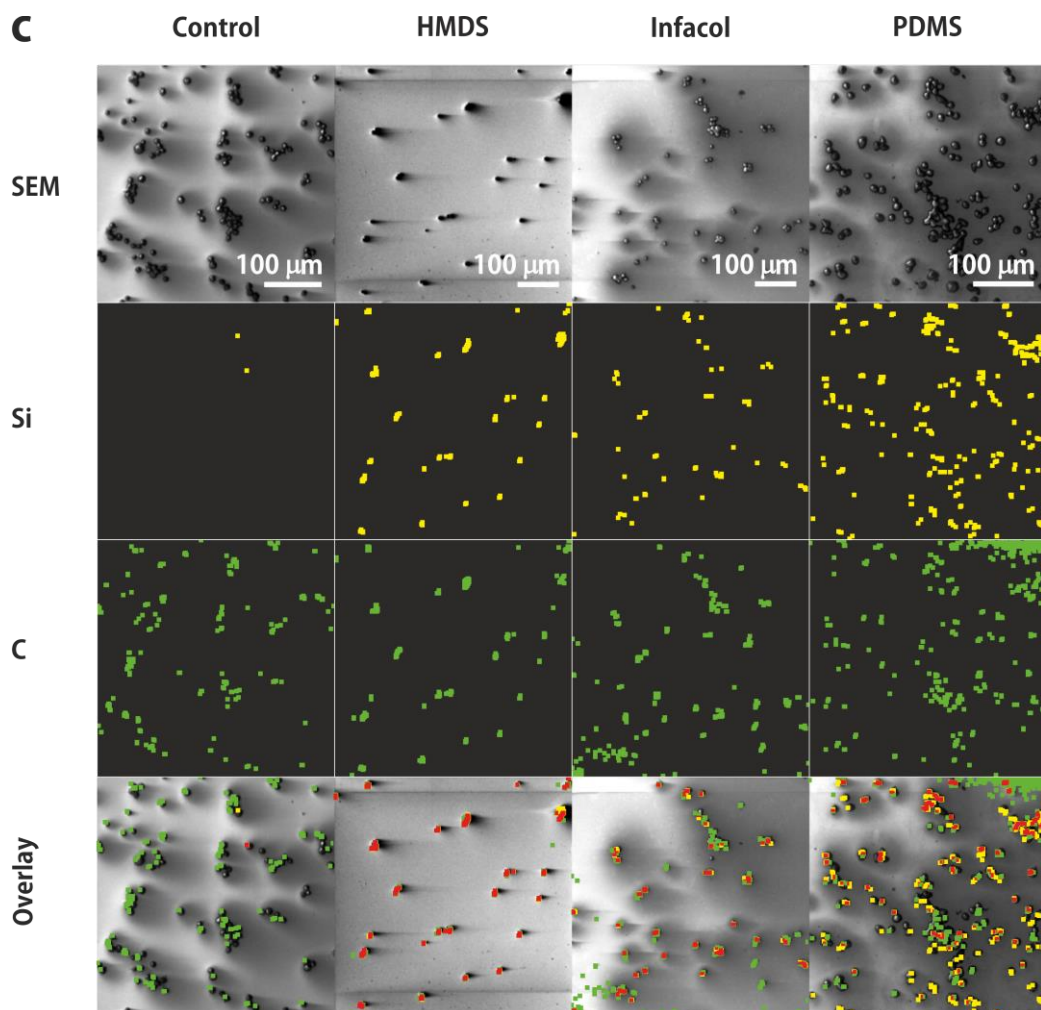 C
Control HMDS Infacol PDMS
SEM
100 µm 100 µm 100 µm 100 µm
Si
C
Overlay